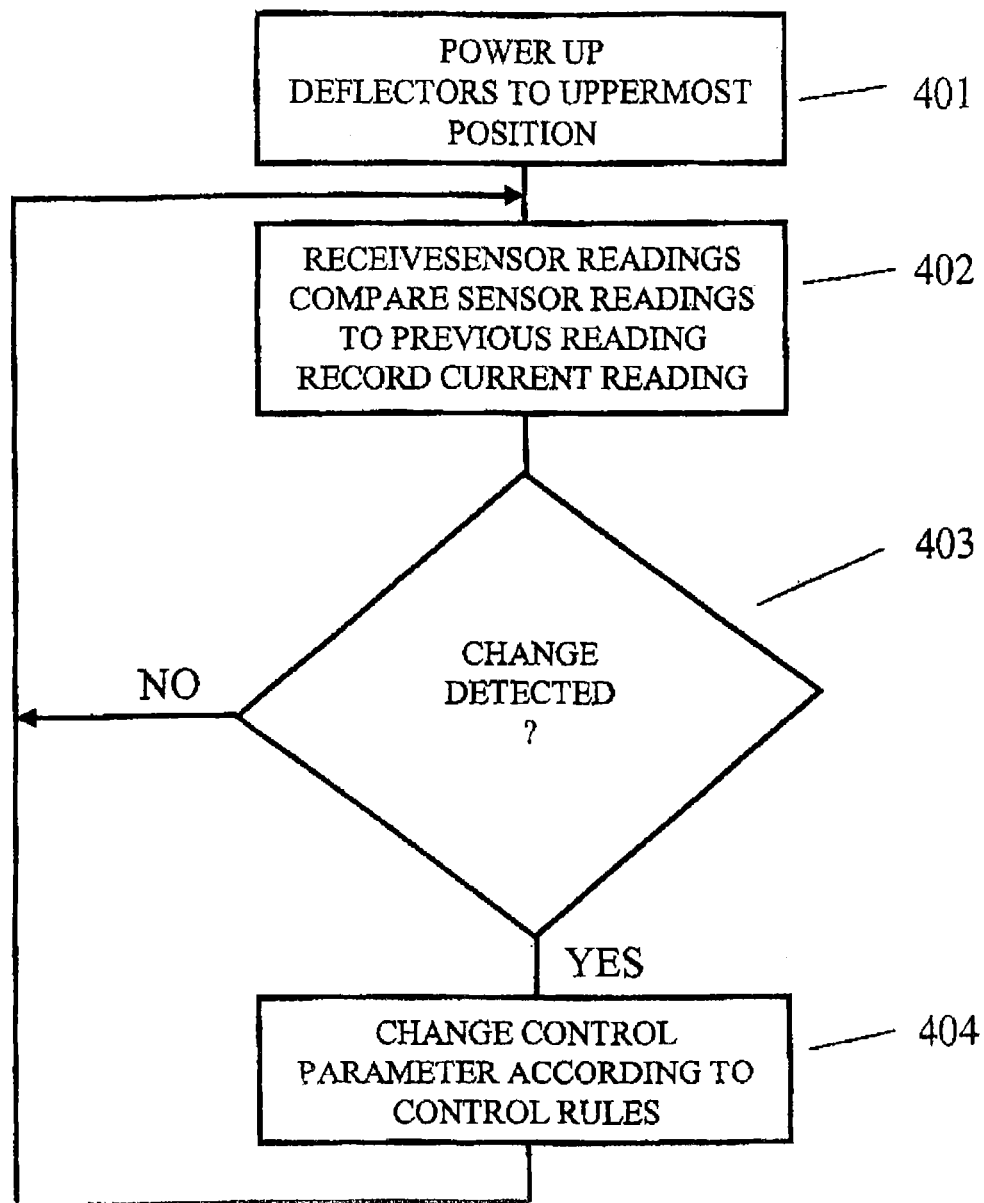 POWER UP
DEFLECTORS TO UPPERMOST
POSITION
401
RECEIVESENSOR READINGS
COMPARE SENSOR READINGS
TO PREVIOUS READING
RECORD CURRENT READING
402
403
CHANGE
DETECTED
?
NO
YES
CHANGE CONTROL
PARAMETER ACCORDING TO
CONTROL RULES
404